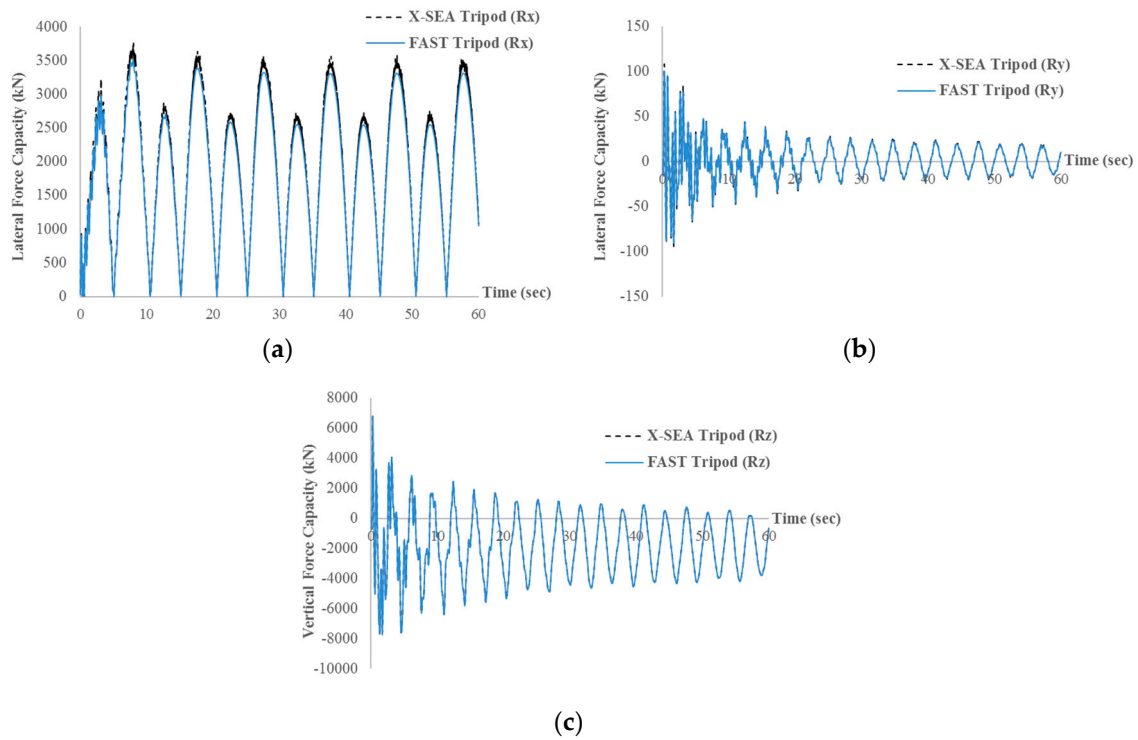 X-SEA Tripod (Rx)
FAST Tripod (Rx)
Lateral Force Capacity (kN)
4000
3500
3000
2500
2000
1500
1000
500
0
0 10 20 30 40 50 60
Time (sec)
(a)
X-SEA Tripod (Ry)
FAST Tripod (Ry)
Lateral Force Capacity (kN)
150
100
50
0
-50
-100
-150
0 10 20 30 40 50 60
Time (sec)
(b)
X-SEA Tripod (Rz)
FAST Tripod (Rz)
Vertical Force Capacity (kN)
8000
6000
4000
2000
0
-2000
-4000
-6000
-8000
-10000
0 10 20 30 40 50 60
Time (sec)
(c)